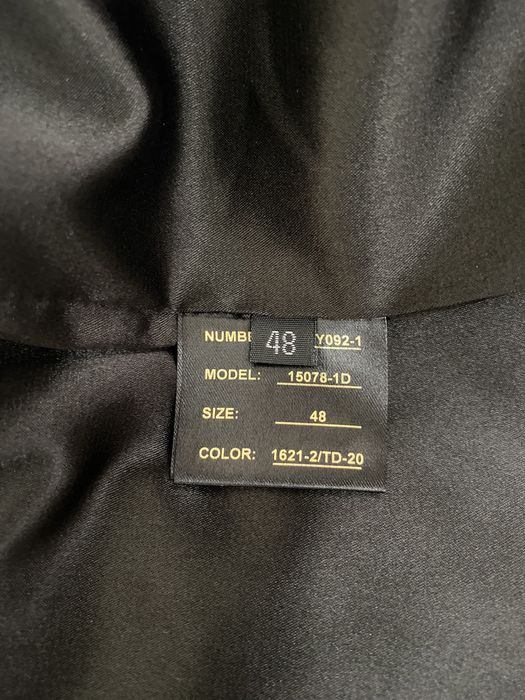 48
NUMBE Y092-1
MODEL: 15078-1D
SIZE: 48
COLOR: 1621-2/TD-20